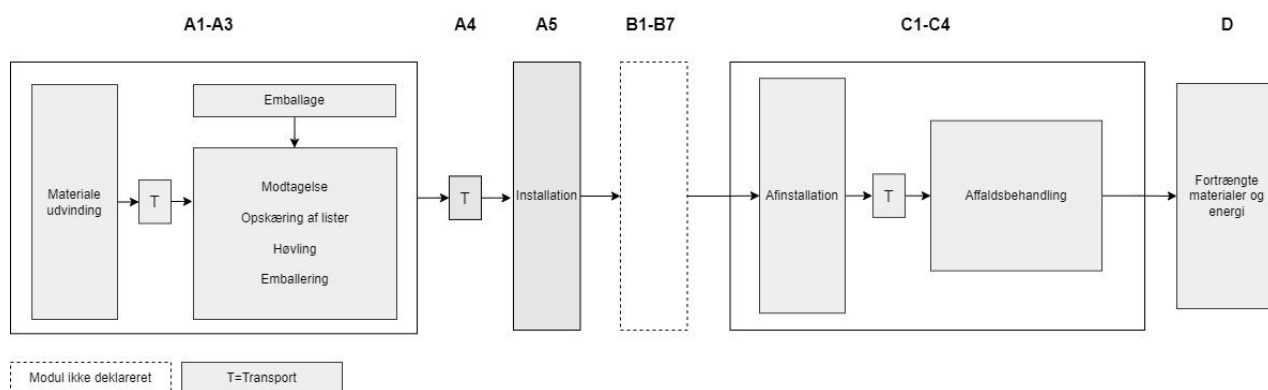 A1-A3
A4
A5
B1-B7
C1-C4
D
Materiale
udvinding
T
Emballage
Modtagelse
Opskæring af lister
Høvling
Emballering
T
Installation
Afinstallation
T
Affaldsbehandling
Fortrængte
materialer og
energi
Modul ikke deklareret
T=Transport